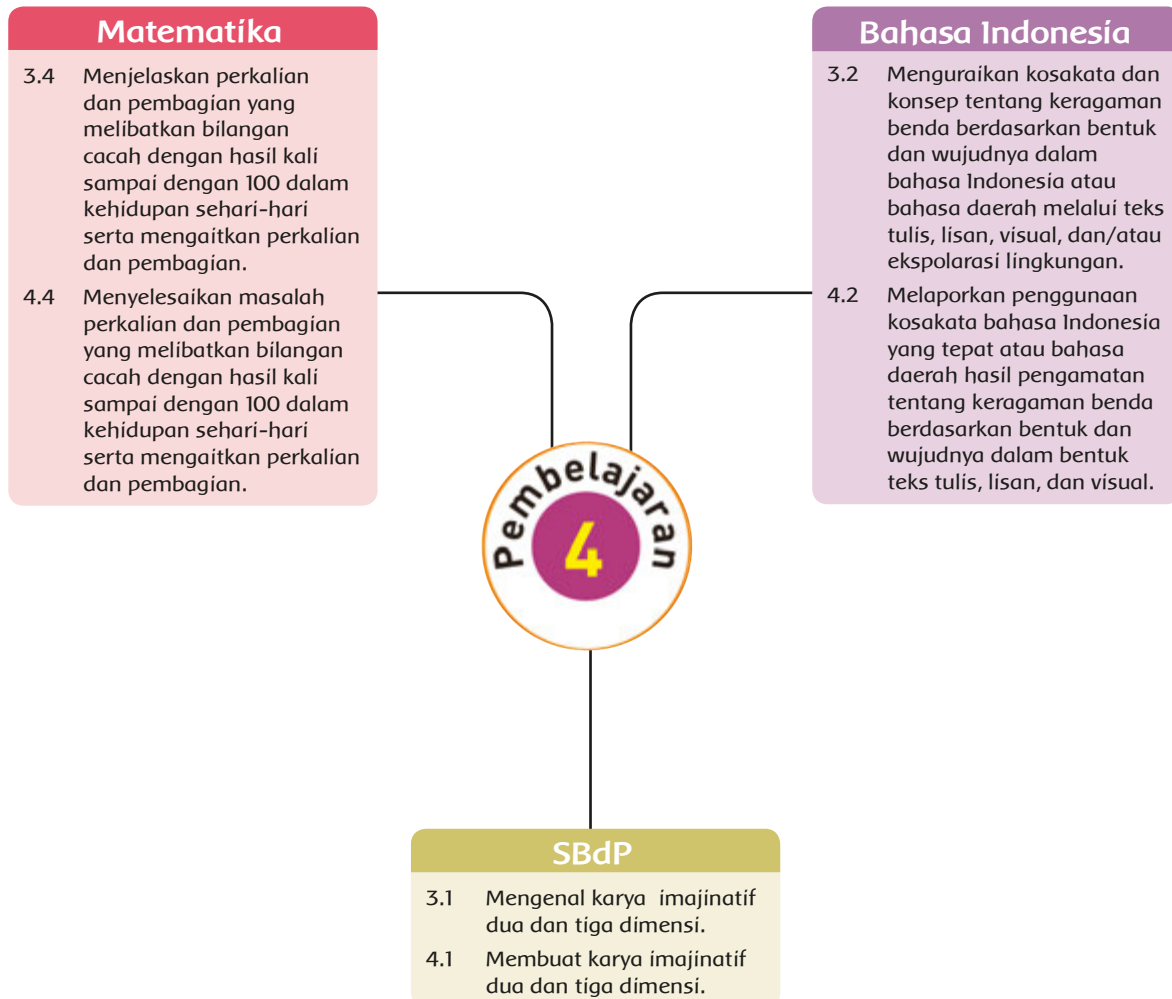 Matematika
3.4 Menjelaskan perkalian
dan pembagian yang
melibatkan bilangan
cacah dengan hasil kali
sampai dengan 100 dalam
kehidupan sehari-hari
serta mengaitkan perkalian
dan pembagian.
4.4 Menyelesaikan masalah
perkalian dan pembagian
yang melibatkan bilangan
cacah dengan hasil kali
sampai dengan 100 dalam
kehidupan sehari-hari
serta mengaitkan perkalian
dan pembagian.
Bahasa Indonesia
3.2 Menguraikan kosakata dan
konsep tentang keragaman
benda berdasarkan bentuk
dan wujudnya dalam
bahasa Indonesia atau
bahasa daerah melalui teks
tulis, lisan, visual, dan/atau
ekspolarasi lingkungan.
4.2 Melaporkan penggunaan
kosakata bahasa Indonesia
yang tepat atau bahasa
daerah hasil pengamatan
tentang keragaman benda
berdasarkan bentuk dan
wujudnya dalam bentuk
teks tulis, lisan, dan visual.
Pembelajaran
4
SBdP
3.1 Mengenal karya imajinatif
dua dan tiga dimensi.
4.1 Membuat karya imajinatif
dua dan tiga dimensi.